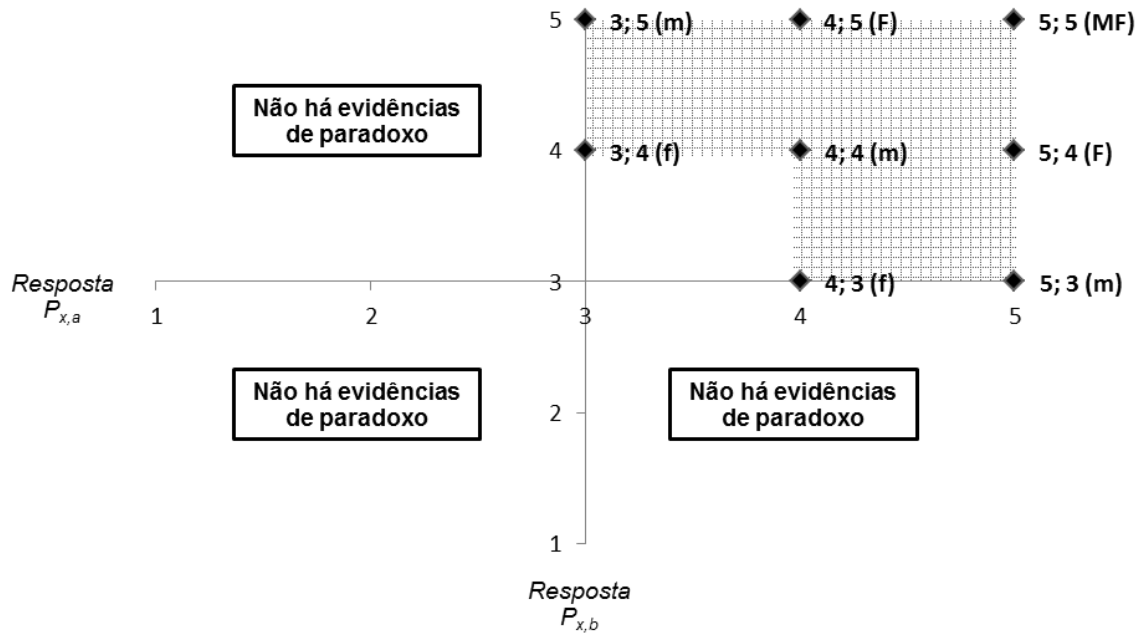 5
3; 5 (m)
4; 5 (F)
5; 5 (MF)
Não há evidências
de paradoxo
4
3; 4 (f)
4; 4 (m)
5; 4 (F)
Resposta
Px,a
3
4; 3 (f)
5; 3 (m)
1
2
3
4
5
Não há evidências
de paradoxo
2
Não há evidências
de paradoxo
1
Resposta
Px,b